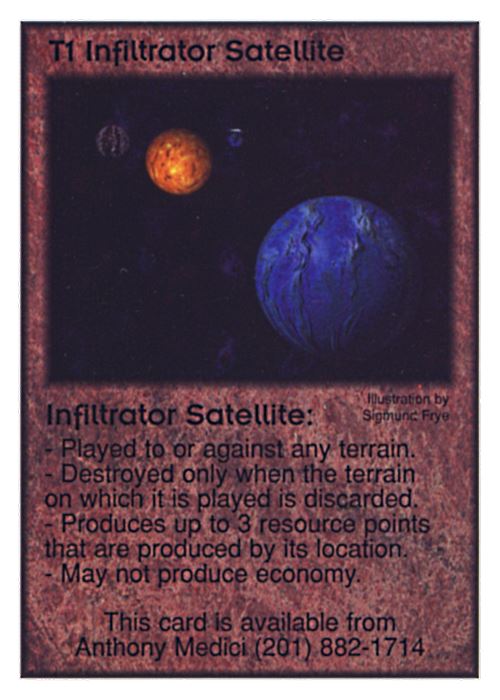 T1 Infiltrator Satellite
Illustration by
Sigmund Frye
Infiltrator Satellite:
- Played to or against any terrain.
- Destroyed only when the terrain
on which it is played is discarded.
- Produces up to 3 resource points
that are produced by its location.
- May not produce economy.
This card is available from
Anthony Medici (201) 882-1714